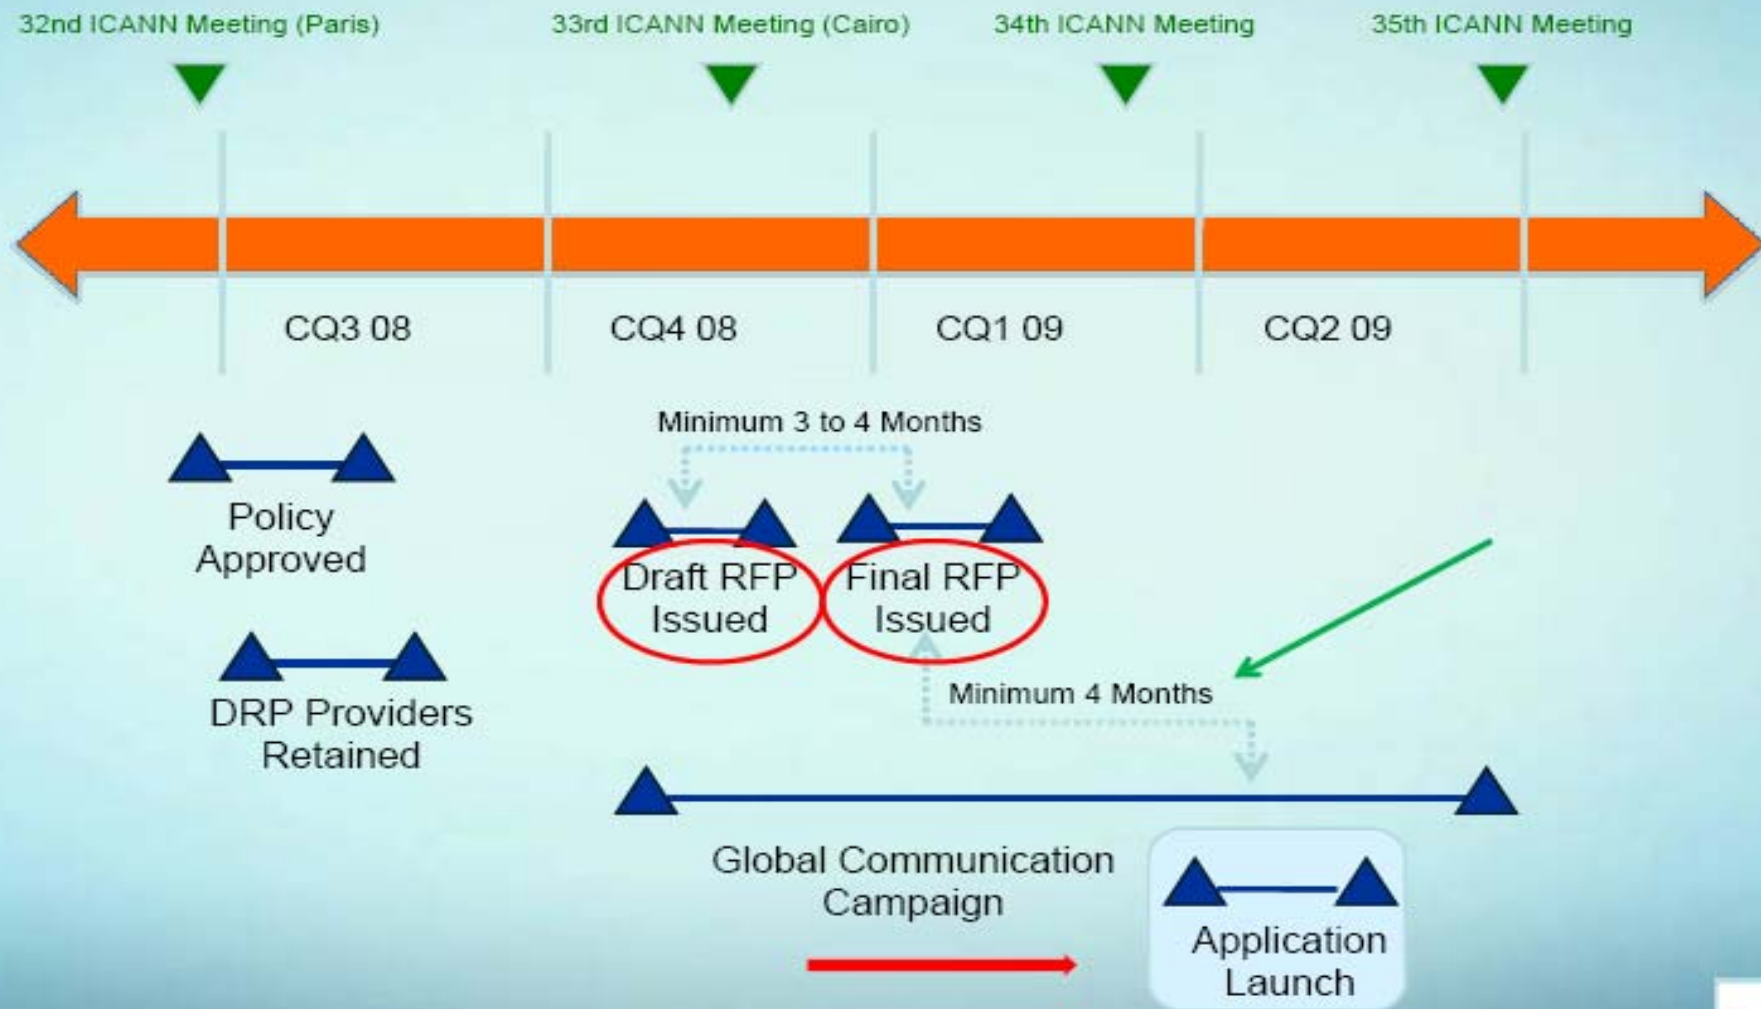 32nd ICANN Meeting (Paris)
33rd ICANN Meeting (Cairo)
34th ICANN Meeting
35th ICANN Meeting
CQ3 08
CQ4 08
CQ1 09
CQ2 09
Minimum 3 to 4 Months
Policy
Approved
Draft RFP
Issued
Final RFP
Issued
DRP Providers
Retained
Minimum 4 Months
Global Communication
Campaign
Application
Launch